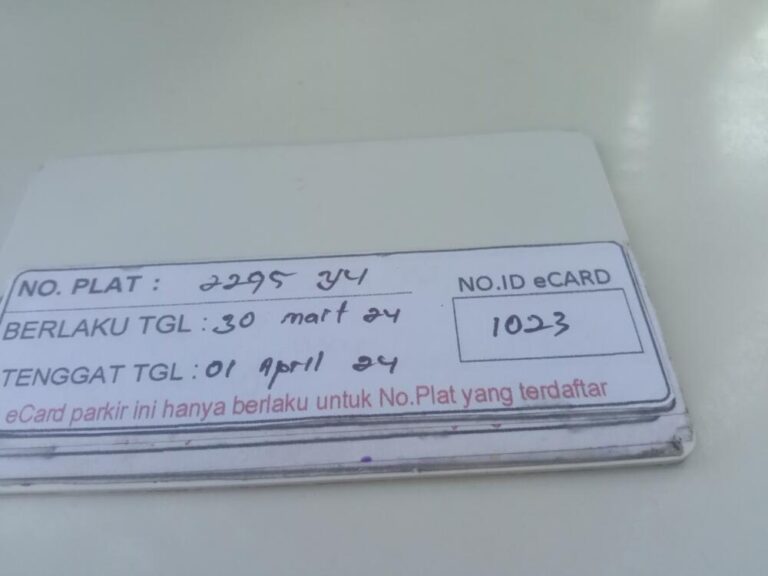 NO. PLAT : 2295 YY
NO.ID eCARD
BERLAKU TGL : 30 mart 24
1023
TENGGAT TGL : 01 April 24
eCard parkir ini hanya berlaku untuk No.Plat yang terdaftar